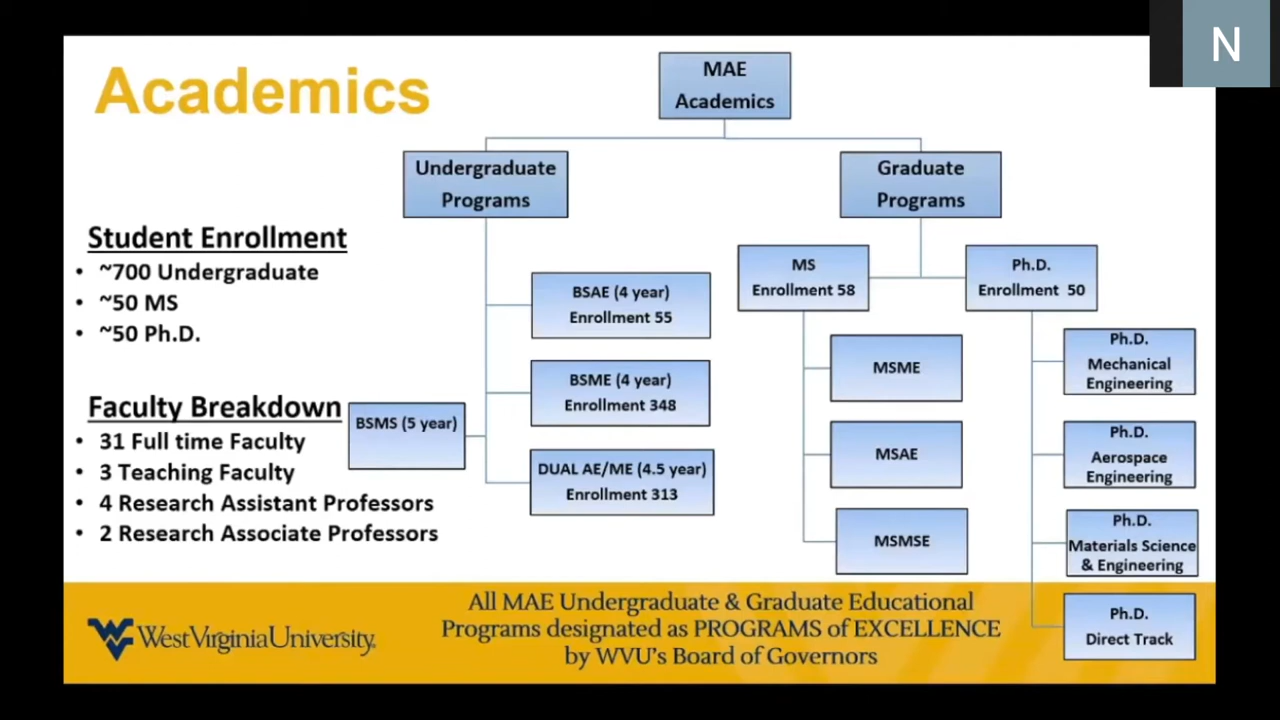 N
Academics
MAE
Academics
Undergraduate
Programs
Graduate
Programs
Student Enrollment
• ~700 Undergraduate
• ~50 MS
• ~50 Ph.D.
Faculty Breakdown
• 31 Full time Faculty
• 3 Teaching Faculty
• 4 Research Assistant Professors
• 2 Research Associate Professors
BSMS (5 year)
BSAE (4 year)
Enrollment 55
BSME (4 year)
Enrollment 348
DUAL AE/ME (4.5 year)
Enrollment 313
MS
Enrollment 58
MSME
MSAE
MSMSE
Ph.D.
Enrollment 50
Ph.D.
Mechanical
Engineering
Ph.D.
Aerospace
Engineering
Ph.D.
Materials Science
& Engineering
Ph.D.
Direct Track
WestVirginiaUniversity.
All MAE Undergraduate & Graduate Educational
Programs designated as PROGRAMS of EXCELLENCE
by WVU's Board of Governors